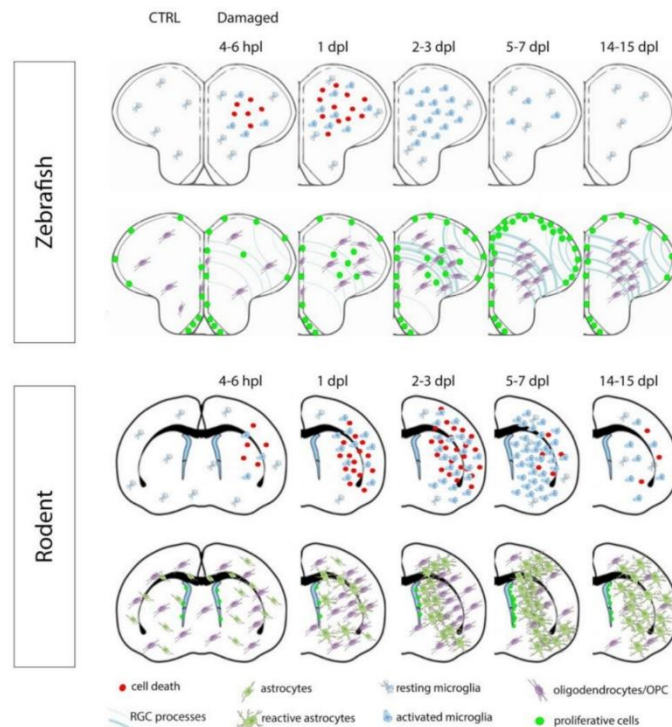 CTRL Damaged
4-6 hpl 1 dpl 2-3 dpl 5-7 dpl 14-15 dpl
Zebrafish
4-6 hpl 1 dpl 2-3 dpl 5-7 dpl 14-15 dpl
Rodent
cell death astrocytes resting microglia oligodendrocytes/OPC
RGC processes reactive astrocytes activated microglia proliferative cells